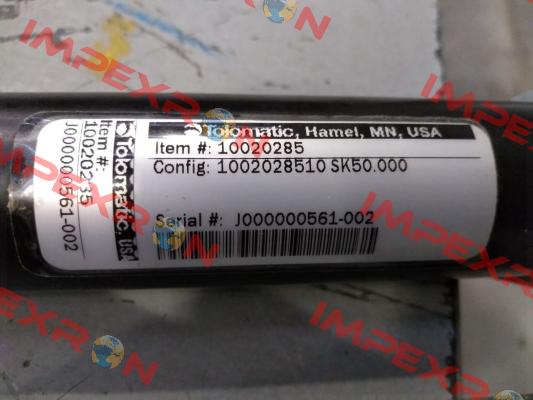 Tolomatic, Hamel, MN, USA
Item #: 10020285
Config: 1002028510 SK50.000
Serial #: J000000561-002
Tolomatic, USA
Item #:
10020285
J000000561-002
IMPEXRON
IMPEXRON
IMPEXRON
IMPEXRON
IMPEXRON